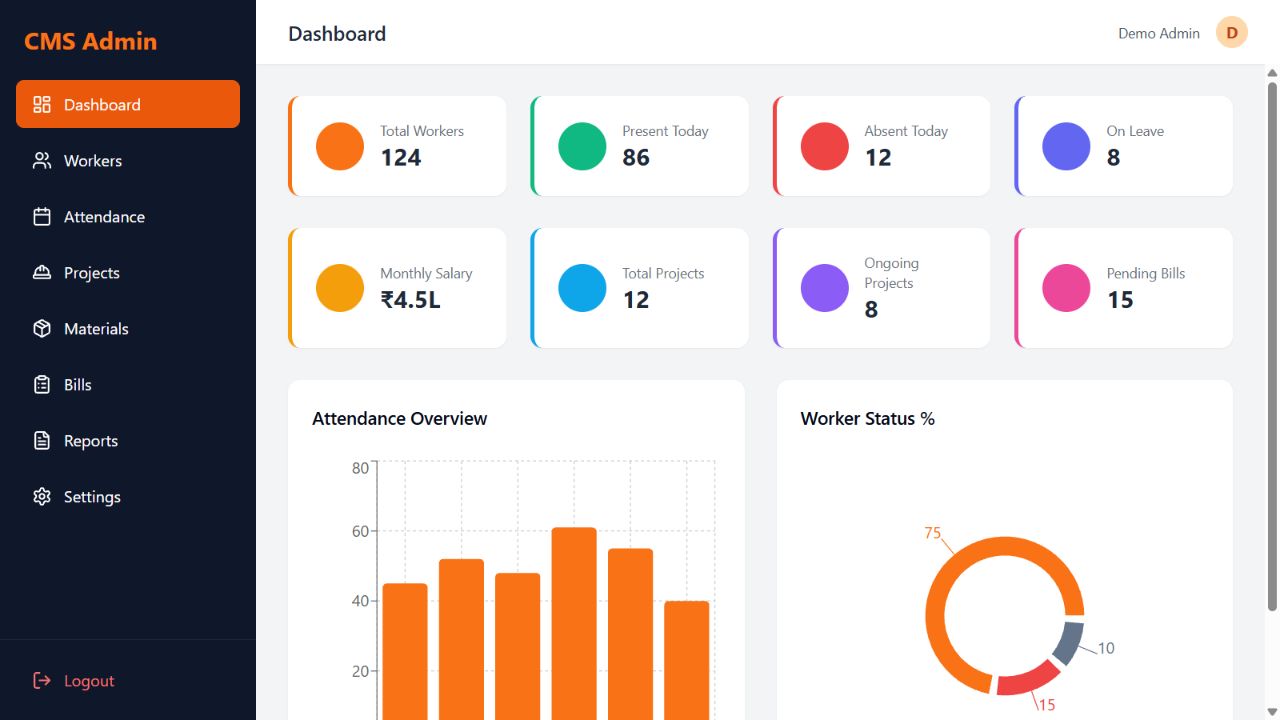 CMS Admin
Dashboard
Workers
Attendance
Projects
Materials
Bills
Reports
Settings
Logout
Dashboard
Demo Admin
D
Total Workers
124
Present Today
86
Absent Today
12
On Leave
8
Monthly Salary
₹4.5L
Total Projects
12
Ongoing
Projects
8
Pending Bills
15
Attendance Overview
80
60
40
20
Worker Status %
75
10
15